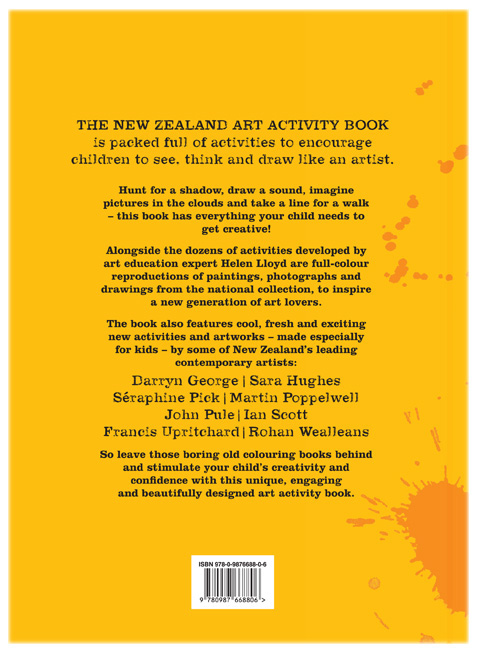 THE NEW ZEALAND ART ACTIVITY BOOK
is packed full of activities to encourage
children to see, think and draw like an artist.
Hunt for a shadow, draw a sound, imagine
pictures in the clouds and take a line for a walk
– this book has everything your child needs to
get creative!
Alongside the dozens of activities developed by
art education expert Helen Lloyd are full-colour
reproductions of paintings, photographs and
drawings from the national collection, to inspire
a new generation of art lovers.
The book also features cool, fresh and exciting
new activities and artworks – made especially
for kids – by some of New Zealand's leading
contemporary artists:
Darryn George | Sara Hughes
Séraphine Pick | Martin Poppelwell
John Pule | Ian Scott
Francis Upritchard | Rohan Wealleans
So leave those boring old colouring books behind
and stimulate your child's creativity and
confidence with this unique, engaging
and beautifully designed art activity book.
ISBN 978-0-9876688-0-6
9 780987 668806 >